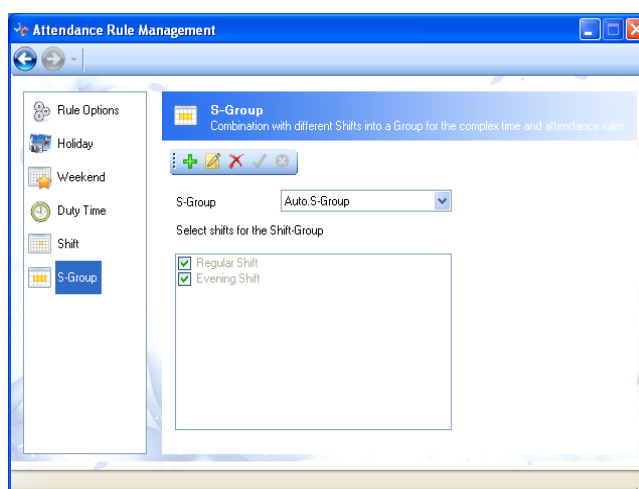 Attendance Rule Management
Rule Options
Holiday
Weekend
Duty Time
Shift
S-Group
S-Group
Combination with different Shifts into a Group for the complex time and attendance rules
S-Group
Auto.S-Group
Select shifts for the Shift-Group
Regular Shift
Evening Shift